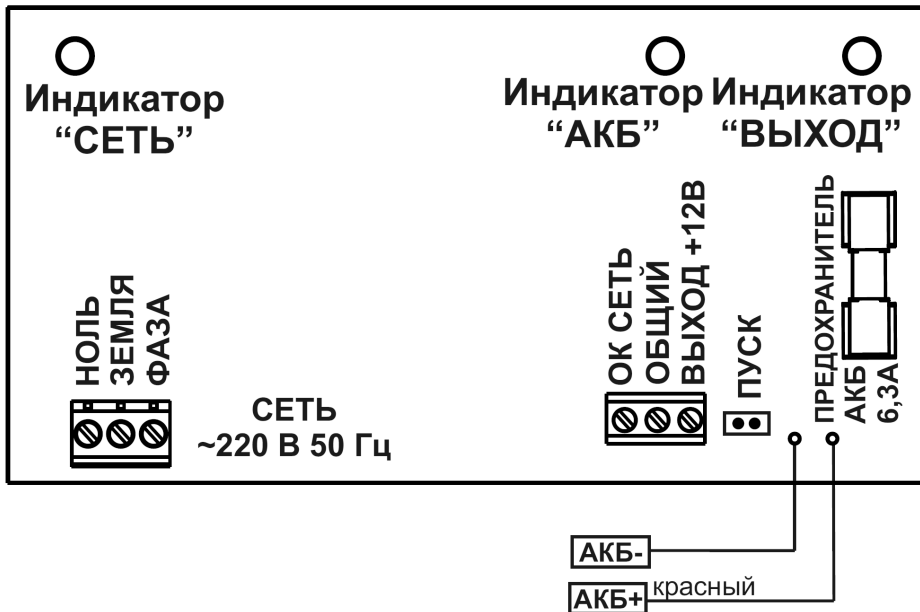 Индикатор
“СЕТЬ”
Индикатор
“АКБ”
Индикатор
“ВЫХОД”
НОЛЬ
ЗЕМЛЯ
ФАЗА
СЕТЬ
~220 В 50 Гц
ОК СЕТЬ
ОБЩИЙ
ВЫХОД +12В
ПУСК
ПРЕДОХРАНИТЕЛЬ
АКБ
6,3А
АКБ-
АКБ+
красный